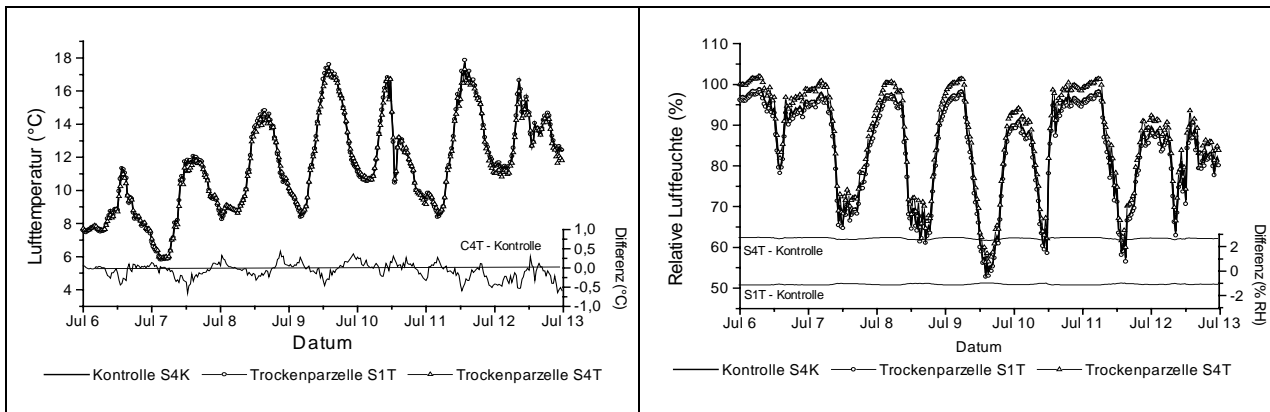 18
16
14
12
10
8
6
4
Lufttemperatur (°C)
C4T - Kontrolle
1,0
0,5
0,0
-0,5
-1,0
Differenz (°C)
Jul 6 Jul 7 Jul 8 Jul 9 Jul 10 Jul 11 Jul 12 Jul 13
Datum
Kontrolle S4K Trockenparzelle S1T Trockenparzelle S4T
110
100
90
80
70
60
50
Relative Luftfeuchte (%)
S4T - Kontrolle
S1T - Kontrolle
2
0
-2
Differenz (% RH)
Jul 6 Jul 7 Jul 8 Jul 9 Jul 10 Jul 11 Jul 12 Jul 13
Datum
Kontrolle S4K Trockenparzelle S1T Trockenparzelle S4T